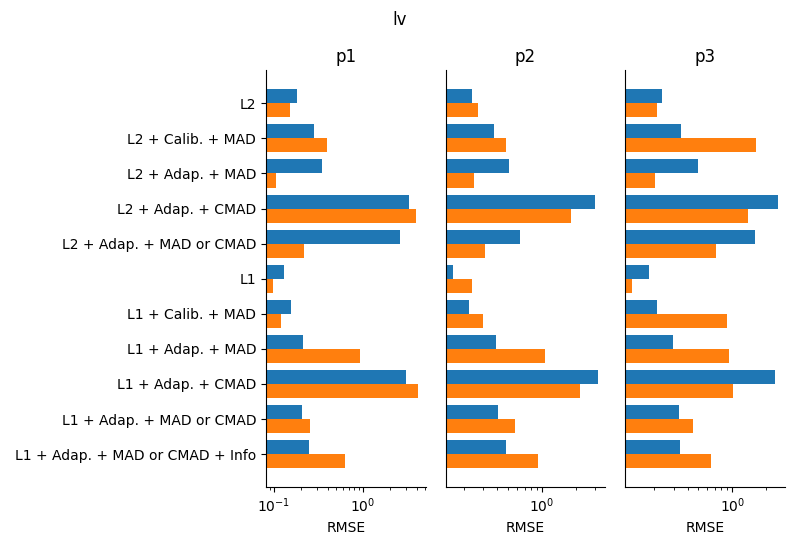 lv
p1 p2 p3
L2
L2 + Calib. + MAD
L2 + Adap. + MAD
L2 + Adap. + CMAD
L2 + Adap. + MAD or CMAD
L1
L1 + Calib. + MAD
L1 + Adap. + MAD
L1 + Adap. + CMAD
L1 + Adap. + MAD or CMAD
L1 + Adap. + MAD or CMAD + Info
10⁻¹ 10⁰ 10⁰ 10⁰
RMSE RMSE RMSE